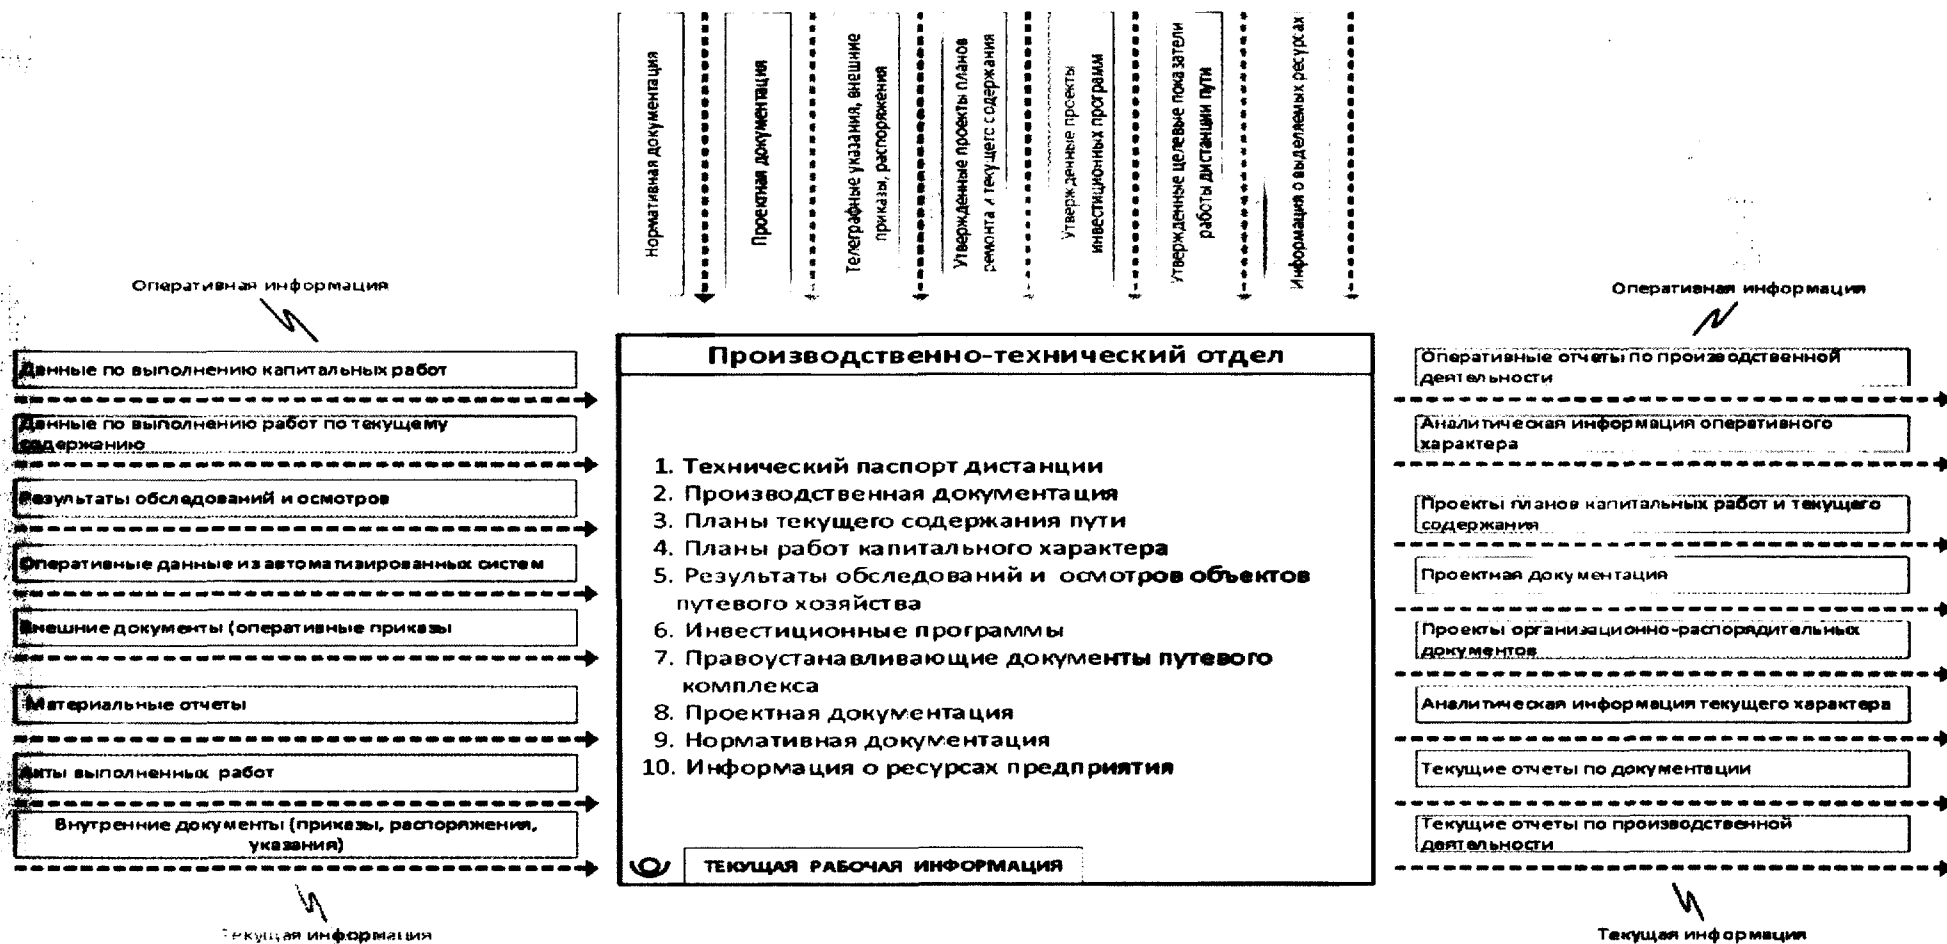 Нормативная документация
Проектная документация
Телеграфные указания, внешние
приказы, распоряжения
Утвержденные проекты планов
ремонта и текущего содержания
Утвержденные проекты
инвестиционных программ
Утвержденные целевые показатели
работы дистанции пути
Информация о выделяемых ресурсах
Оперативная информация
Данные по выполнению капитальных работ
Данные по выполнению работ по текущему
содержанию
Результаты обследований и осмотров
Оперативные данные из автоматизированных систем
Внешние документы (оперативные приказы
Материальные отчеты
Акты выполненных работ
Внутренние документы (приказы, распоряжения,
указания)
Текущая информация
Производственно-технический отдел
1. Технический паспорт дистанции
2. Производственная документация
3. Планы текущего содержания пути
4. Планы работ капитального характера
5. Результаты обследований и осмотров объектов
путевого хозяйства
6. Инвестиционные программы
7. Правоустанавливающие документы путевого
комплекса
8. Проектная документация
9. Нормативная документация
10. Информация о ресурсах предприятия
ТЕКУЩАЯ РАБОЧАЯ ИНФОРМАЦИЯ
Оперативная информация
Оперативные отчеты по производственной
деятельности
Аналитическая информация оперативного
характера
Проекты планов капитальных работ и текущего
содержания
Проектная документация
Проекты организационно-распорядительных
документов
Аналитическая информация текущего характера
Текущие отчеты по документации
Текущие отчеты по производственной
деятельности
Текущая информация